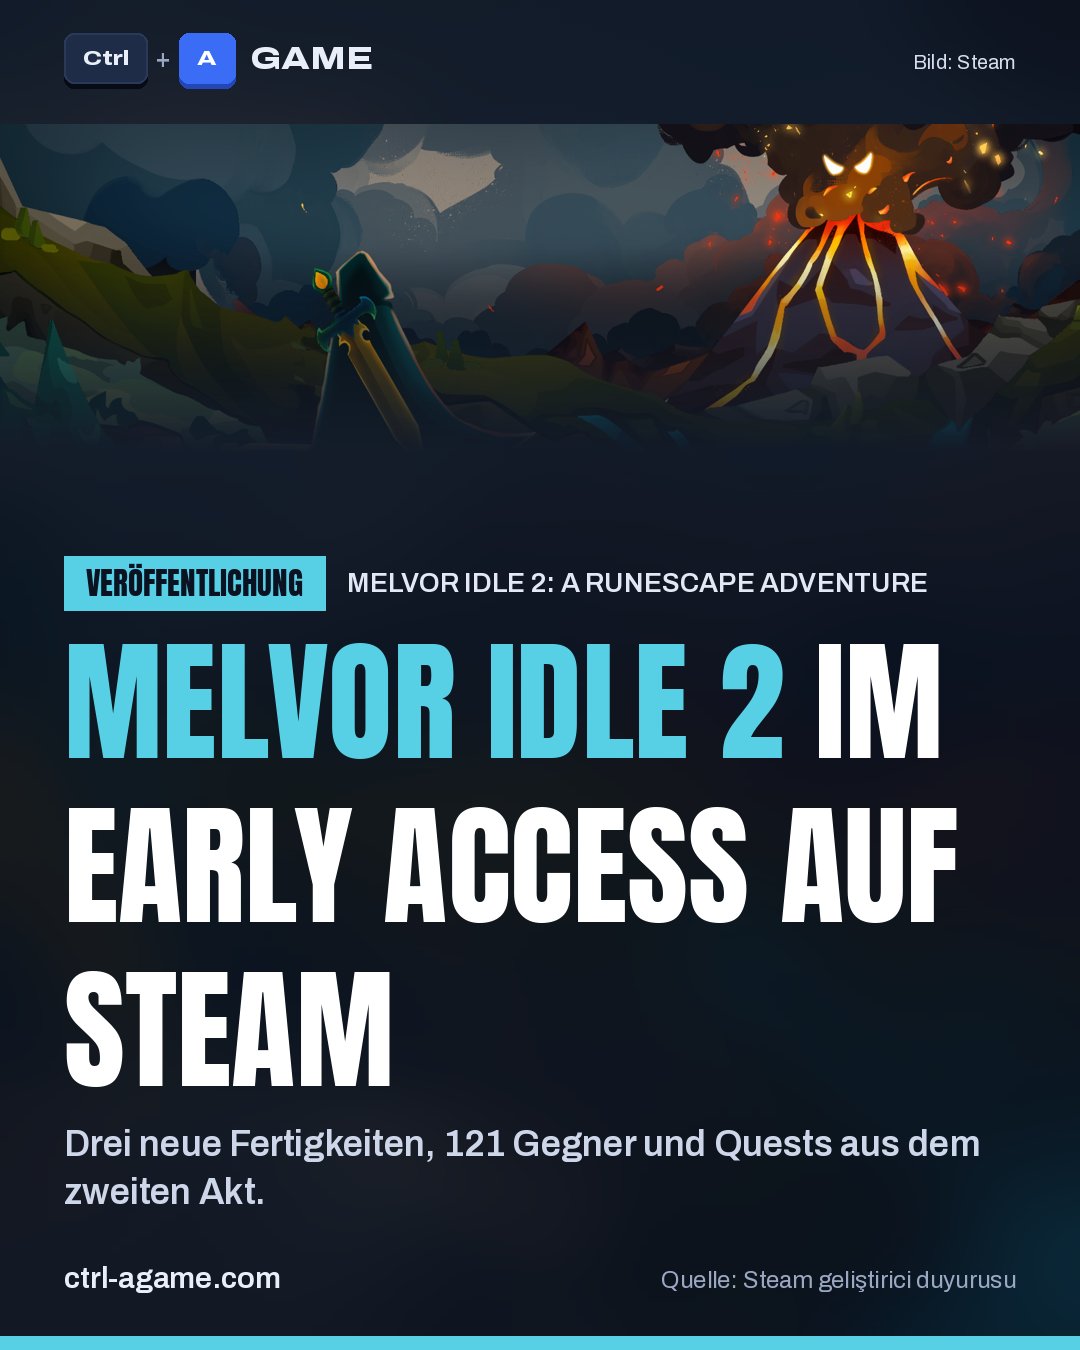 Ctrl + A GAME
Bild: Steam
VERÖFFENTLICHUNG MELVOR IDLE 2: A RUNESCAPE ADVENTURE
MELVOR IDLE 2 IM
EARLY ACCESS AUF
STEAM
Drei neue Fertigkeiten, 121 Gegner und Quests aus dem
zweiten Akt.
ctrl-agame.com
Quelle: Steam geliştirici duyurusu